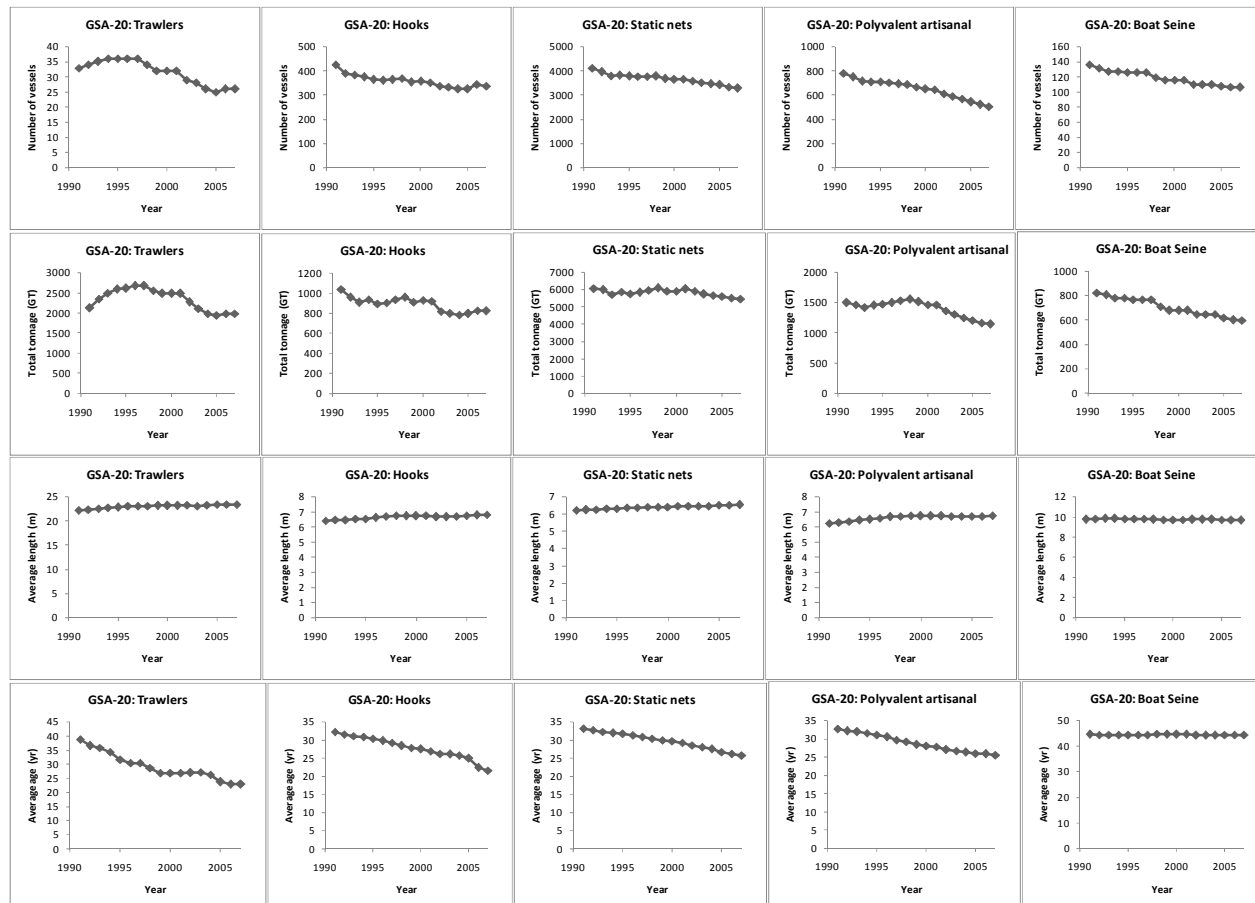 GSA-20: Trawlers
Number of vessels
40
35
30
25
20
15
10
5
0
1990 1995 2000 2005
Year
GSA-20: Hooks
Number of vessels
500
400
300
200
100
0
1990 1995 2000 2005
Year
GSA-20: Static nets
Number of vessels
5000
4000
3000
2000
1000
0
1990 1995 2000 2005
Year
GSA-20: Polyvalent artisanal
Number of vessels
1000
800
600
400
200
0
1990 1995 2000 2005
Year
GSA-20: Boat Seine
Number of vessels
160
140
120
100
80
60
40
20
0
1990 1995 2000 2005
Year
GSA-20: Trawlers
Total tonnage (GT)
3000
2500
2000
1500
1000
500
0
1990 1995 2000 2005
Year
GSA-20: Hooks
Total tonnage (GT)
1200
1000
800
600
400
200
0
1990 1995 2000 2005
Year
GSA-20: Static nets
Total tonnage (GT)
7000
6000
5000
4000
3000
2000
1000
0
1990 1995 2000 2005
Year
GSA-20: Polyvalent artisanal
Total tonnage (GT)
2000
1500
1000
500
0
1990 1995 2000 2005
Year
GSA-20: Boat Seine
Total tonnage (GT)
1000
800
600
400
200
0
1990 1995 2000 2005
Year
GSA-20: Trawlers
Average length (m)
25
20
15
10
5
0
1990 1995 2000 2005
Year
GSA-20: Hooks
Average length (m)
8
7
6
5
4
3
2
1
0
1990 1995 2000 2005
Year
GSA-20: Static nets
Average length (m)
7
6
5
4
3
2
1
0
1990 1995 2000 2005
Year
GSA-20: Polyvalent artisanal
Average length (m)
8
7
6
5
4
3
2
1
0
1990 1995 2000 2005
Year
GSA-20: Boat Seine
Average length (m)
12
10
8
6
4
2
0
1990 1995 2000 2005
Year
GSA-20: Trawlers
Average age (yr)
45
40
35
30
25
20
15
10
5
0
1990 1995 2000 2005
Year
GSA-20: Hooks
Average age (yr)
35
30
25
20
15
10
5
0
1990 1995 2000 2005
Year
GSA-20: Static nets
Average age (yr)
35
30
25
20
15
10
5
0
1990 1995 2000 2005
Year
GSA-20: Polyvalent artisanal
Average age (yr)
35
30
25
20
15
10
5
0
1990 1995 2000 2005
Year
GSA-20: Boat Seine
Average age (yr)
50
40
30
20
10
0
1990 1995 2000 2005
Year